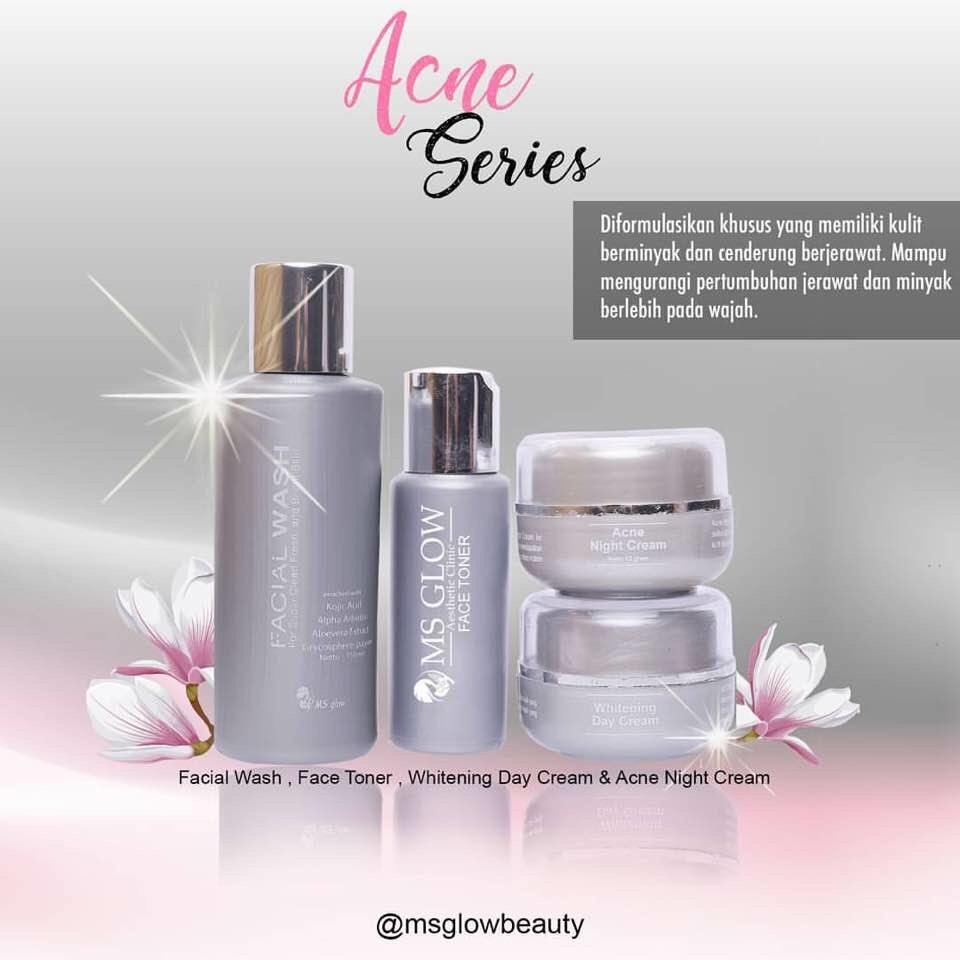 Acne
Series
Diformulasikan khusus yang memiliki kulit
berminyak dan cenderung berjerawat. Mampu
mengurangi pertumbuhan jerawat dan minyak
berlebih pada wajah.
FACIAL WASH
enriched with
Kojic Acid
Alpha Arbutin
Aloevera Extract
MS glow
MS GLOW
Aesthetic Clinic
FACE TONER
Acne
Night Cream
Whitening
Day Cream
Facial Wash , Face Toner , Whitening Day Cream & Acne Night Cream
@msglowbeauty